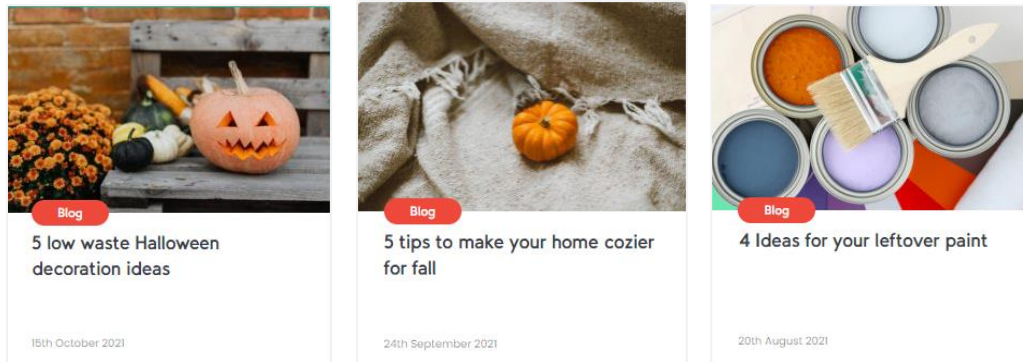 Blog
5 low waste Halloween
decoration ideas
15th October 2021
Blog
5 tips to make your home cozier
for fall
24th September 2021
Blog
4 Ideas for your leftover paint
20th August 2021